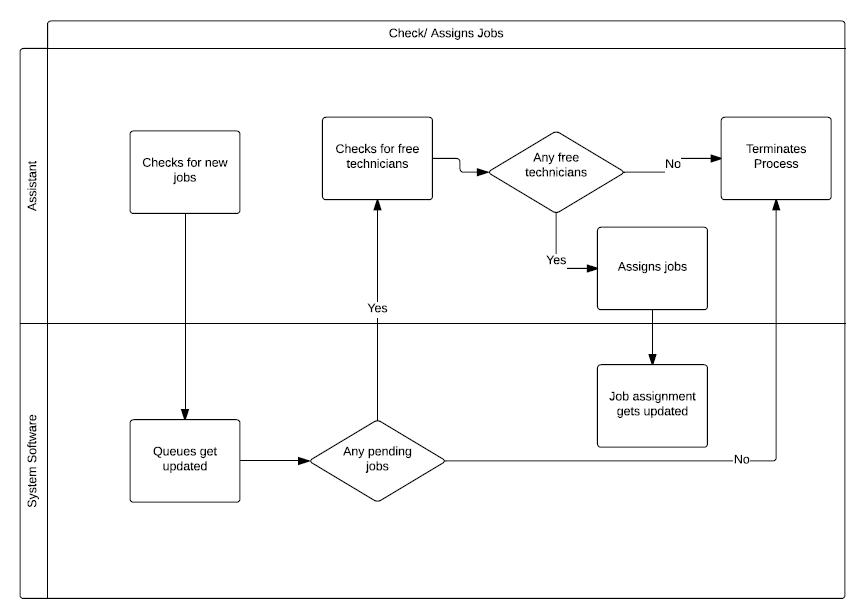 Check/ Assigns Jobs
Assistant
Checks for new
jobs
Checks for free
technicians
Any free
technicians
No
Terminates
Process
Yes
Assigns jobs
Yes
System Software
Queues get
updated
Any pending
jobs
Job assignment
gets updated
No